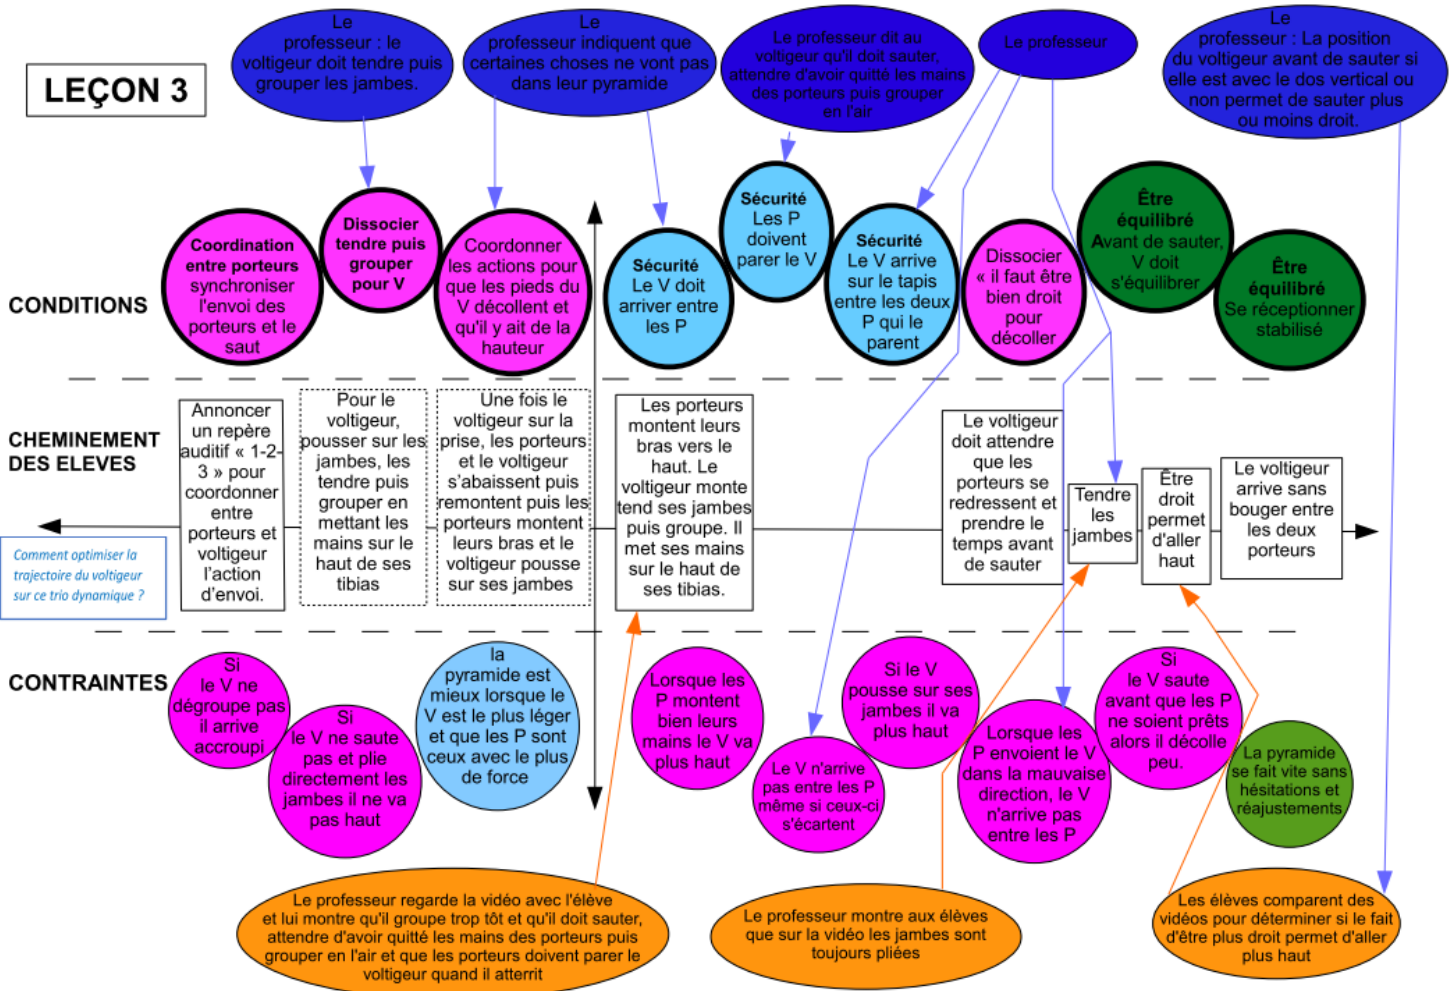 LEÇON 3
Le
professeur : le
voltigeur doit tendre puis
grouper les jambes.
Le
professeur indiquent que
certaines choses ne vont pas
dans leur pyramide
Le professeur dit au
voltigeur qu'il doit sauter,
attendre d'avoir quitté les mains
des porteurs puis grouper
en l'air
Le professeur
Le
professeur : La position
du voltigeur avant de sauter si
elle est avec le dos vertical ou
non permet de sauter plus
ou moins droit.
CONDITIONS
Coordination
entre porteurs
synchroniser
l'envoi des
porteurs et le
saut
Dissocier
tendre puis
grouper
pour V
Coordonner
les actions pour
que les pieds du
V décollent et
qu'il y ait de la
hauteur
Sécurité
Le V doit
arriver entre
les P
Sécurité
Les P
doivent
parer le V
Sécurité
Le V arrive
sur le tapis
entre les deux
P qui le
parent
Dissocier
« il faut être
bien droit
pour
décoller
Être
équilibré
Avant de sauter,
V doit
s'équilibrer
Être
équilibré
Se réceptionner
stabilisé
CHEMINEMENT
DES ELEVES
Comment optimiser la
trajectoire du voltigeur
sur ce trio dynamique ?
Annoncer
un repère
auditif « 1-2-
3 » pour
coordonner
entre
porteurs et
voltigeur
l'action
d'envoi.
Pour le
voltigeur,
pousser sur les
jambes, les
tendre puis
grouper en
mettant les
mains sur le
haut de ses
tibias
Une fois le
voltigeur sur la
prise, les porteurs
et le voltigeur
s'abaissent puis
remontent puis les
porteurs montent
leurs bras et le
voltigeur pousse
sur ses jambes
Les porteurs
montent leurs
bras vers le
haut. Le
voltigeur monte
tend ses jambes
puis groupe. Il
met ses mains
sur le haut de
ses tibias.
Le voltigeur
doit attendre
que les
porteurs se
redressent et
prendre le
temps avant
de sauter
Tendre
les
jambes
Être
droit
permet
d'aller
haut
Le voltigeur
arrive sans
bouger entre
les deux
porteurs
CONTRAINTES
Si
le V ne
dégroupe pas
il arrive
accroupi
Si
le V ne saute
pas et plie
directement les
jambes il ne va
pas haut
la
pyramide est
mieux lorsque le
V est le plus léger
et que les P sont
ceux avec le plus
de force
Lorsque les
P montent
bien leurs
mains le V va
plus haut
Le V n'arrive
pas entre les P
même si ceux-ci
s'écartent
Si le V
pousse sur ses
jambes il va
plus haut
Lorsque les
P envoient le V
dans la mauvaise
direction, le V
n'arrive pas
entre les P
Si
le V saute
avant que les P
ne soient prêts
alors il décolle
peu.
La pyramide
se fait vite sans
hésitations et
réajustements
Le professeur regarde la vidéo avec l'élève
et lui montre qu'il groupe trop tôt et qu'il doit sauter,
attendre d'avoir quitté les mains des porteurs puis
grouper en l'air et que les porteurs doivent parer le
voltigeur quand il atterrit
Le professeur montre aux élèves
que sur la vidéo les jambes sont
toujours pliées
Les élèves comparent des
vidéos pour déterminer si le fait
d'être plus droit permet d'aller
plus haut